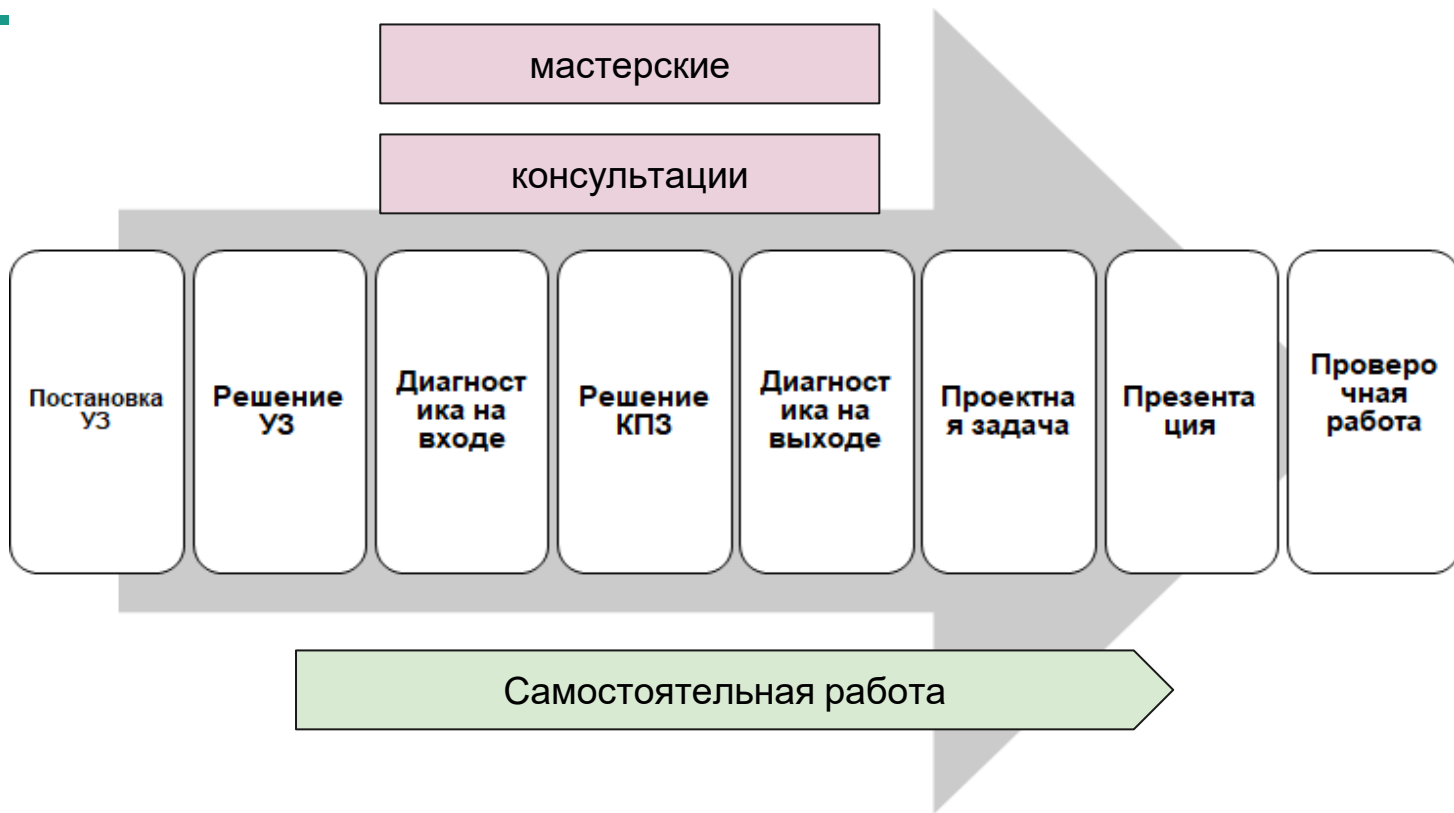 мастерские
консультации
Постановка
УЗ
Решение
УЗ
Диагност
ика на
входе
Решение
КПЗ
Диагност
ика на
выходе
Проектна
я задача
Презента
ция
Проверо
чная
работа
Самостоятельная работа